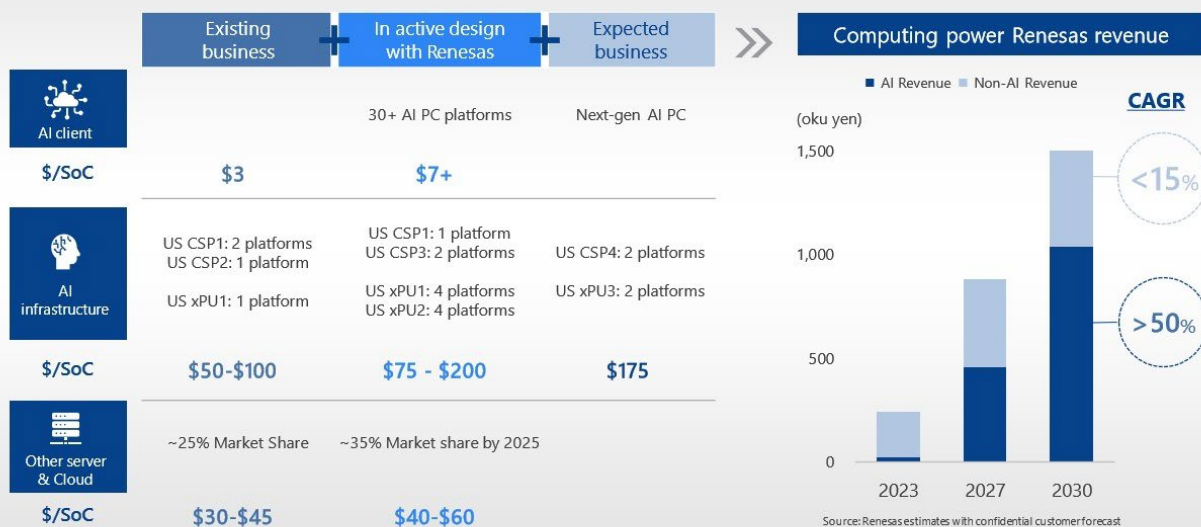 Existing
business
In active design
with Renesas
Expected
business
Computing power Renesas revenue
AI client
30+ AI PC platforms
Next-gen AI PC
$/SoC
$3
$7+
AI
infrastructure
US CSP1: 2 platforms
US CSP2: 1 platform
US xPU1: 1 platform
US CSP1: 1 platform
US CSP3: 2 platforms
US xPU1: 4 platforms
US xPU2: 4 platforms
US CSP4: 2 platforms
US xPU3: 2 platforms
$/SoC
$50-$100
$75 - $200
$175
Other server
& Cloud
~25% Market Share
~35% Market share by 2025
$/SoC
$30-$45
$40-$60
AI Revenue
Non-AI Revenue
CAGR
(oku yen)
1,500
1,000
500
0
<15%
>50%
2023
2027
2030
Source: Renesas estimates with confidential customer forecast